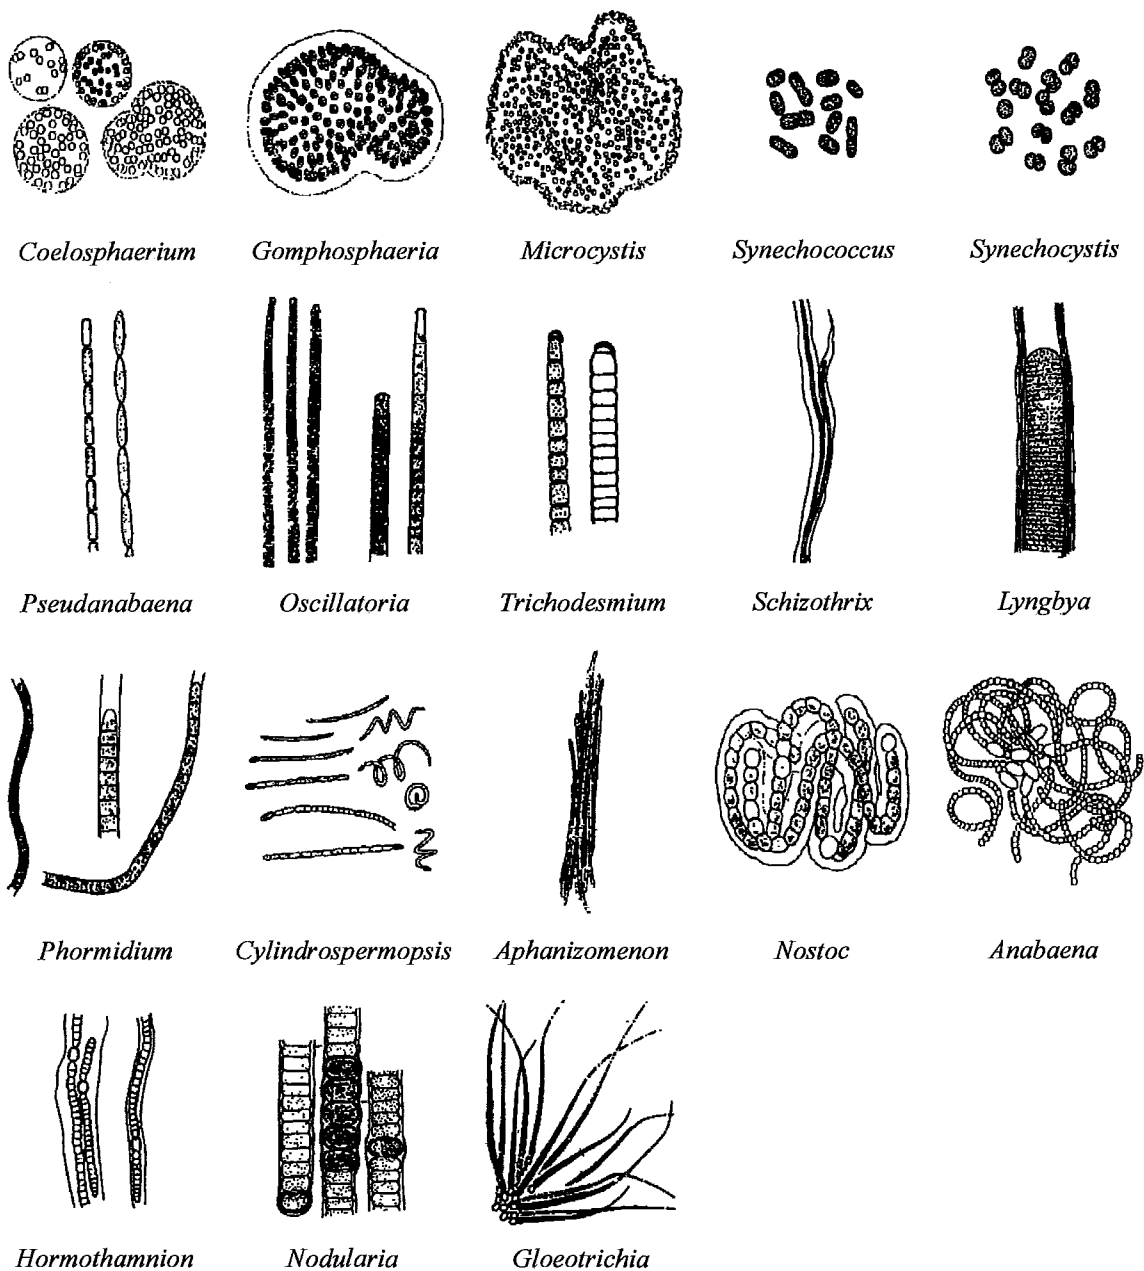 Coelosphaerium Gomphosphaeria Microcystis Synechococcus Synechocystis
Pseudanabaena Oscillatoria Trichodesmium Schizothrix Lyngbya
Phormidium Cylindrospermopsis Aphanizomenon Nostoc Anabaena
Hormothamnion Nodularia Gloeotrichia